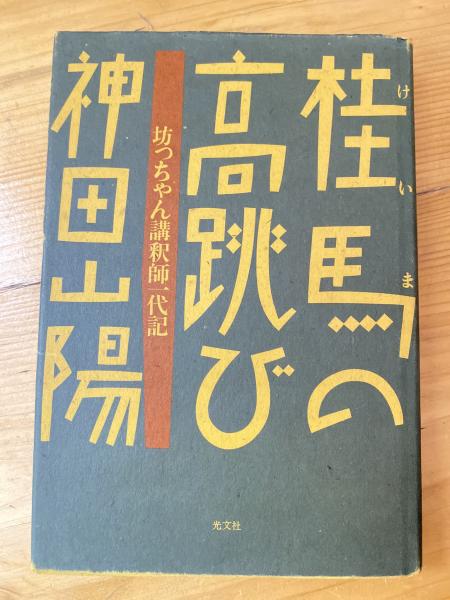 桂馬の
けいま
高跳び
坊っちゃん講釈師一代記
神田山陽
光文社